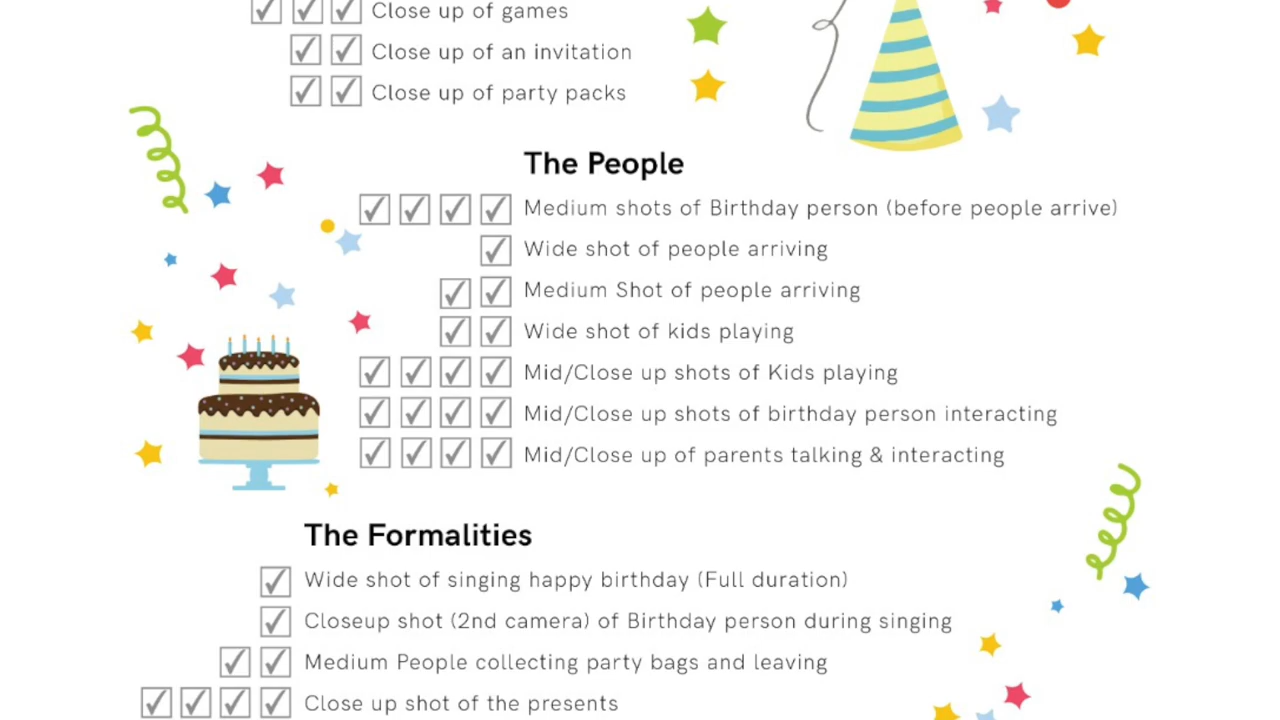 Close up of games
Close up of an invitation
Close up of party packs
The People
Medium shots of Birthday person (before people arrive)
Wide shot of people arriving
Medium Shot of people arriving
Wide shot of kids playing
Mid/Close up shots of Kids playing
Mid/Close up shots of birthday person interacting
Mid/Close up of parents talking & interacting
The Formalities
Wide shot of singing happy birthday (Full duration)
Closeup shot (2nd camera) of Birthday person during singing
Medium People collecting party bags and leaving
Close up shot of the presents